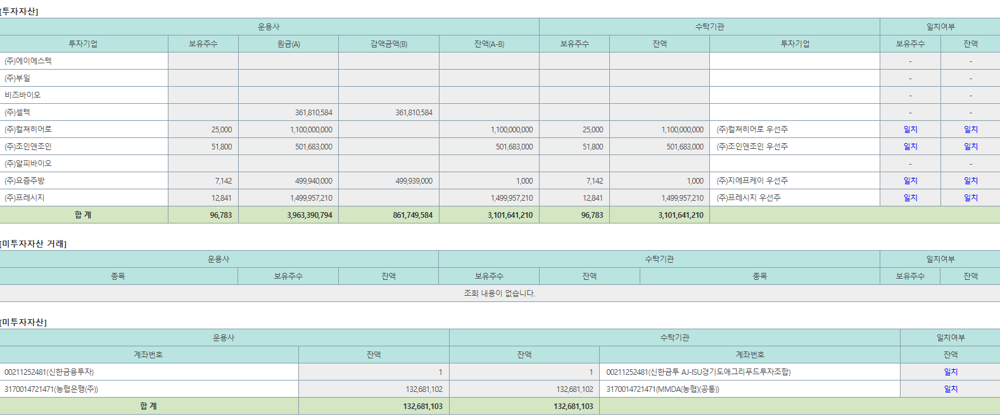 [투자자산]
운용사 수탁기관 일치여부
투자기업 보유주수 원금(A) 감액금액(B) 잔액(A-B) 보유주수 잔액 투자기업 보유주수 잔액
(주)에이에스텍 - -
(주)부일 - -
비즈바이오 - -
(주)셀텍 361,810,584 361,810,584 - -
(주)컬쳐히어로 25,000 1,100,000,000 1,100,000,000 25,000 1,100,000,000 (주)컬쳐히어로 우선주 일치 일치
(주)조인앤조인 51,800 501,683,000 501,683,000 51,800 501,683,000 (주)조인앤조인 우선주 일치 일치
(주)알피바이오 - -
(주)요즘주방 7,142 499,940,000 499,939,000 1,000 7,142 1,000 (주)지에프케이 우선주 일치 일치
(주)프레시지 12,841 1,499,957,210 1,499,957,210 12,841 1,499,957,210 (주)프레시지 우선주 일치 일치
합 계 96,783 3,963,390,794 861,749,584 3,101,641,210 96,783 3,101,641,210
[미투자자산 거래]
운용사 수탁기관 일치여부
종목 보유주수 잔액 보유주수 잔액 종목 보유주수 잔액
조회 내용이 없습니다.
[미투자자산]
운용사 수탁기관 일치여부
계좌번호 잔액 잔액 계좌번호 잔액
00211252481(신한금융투자) 1 1 00211252481(신한금투 AJ-ISU경기도애그리푸드투자조합) 일치
3170014721471(농협은행(주)) 132,681,102 132,681,102 3170014721471(MMDA(농협)(공통)) 일치
합 계 132,681,103 132,681,103